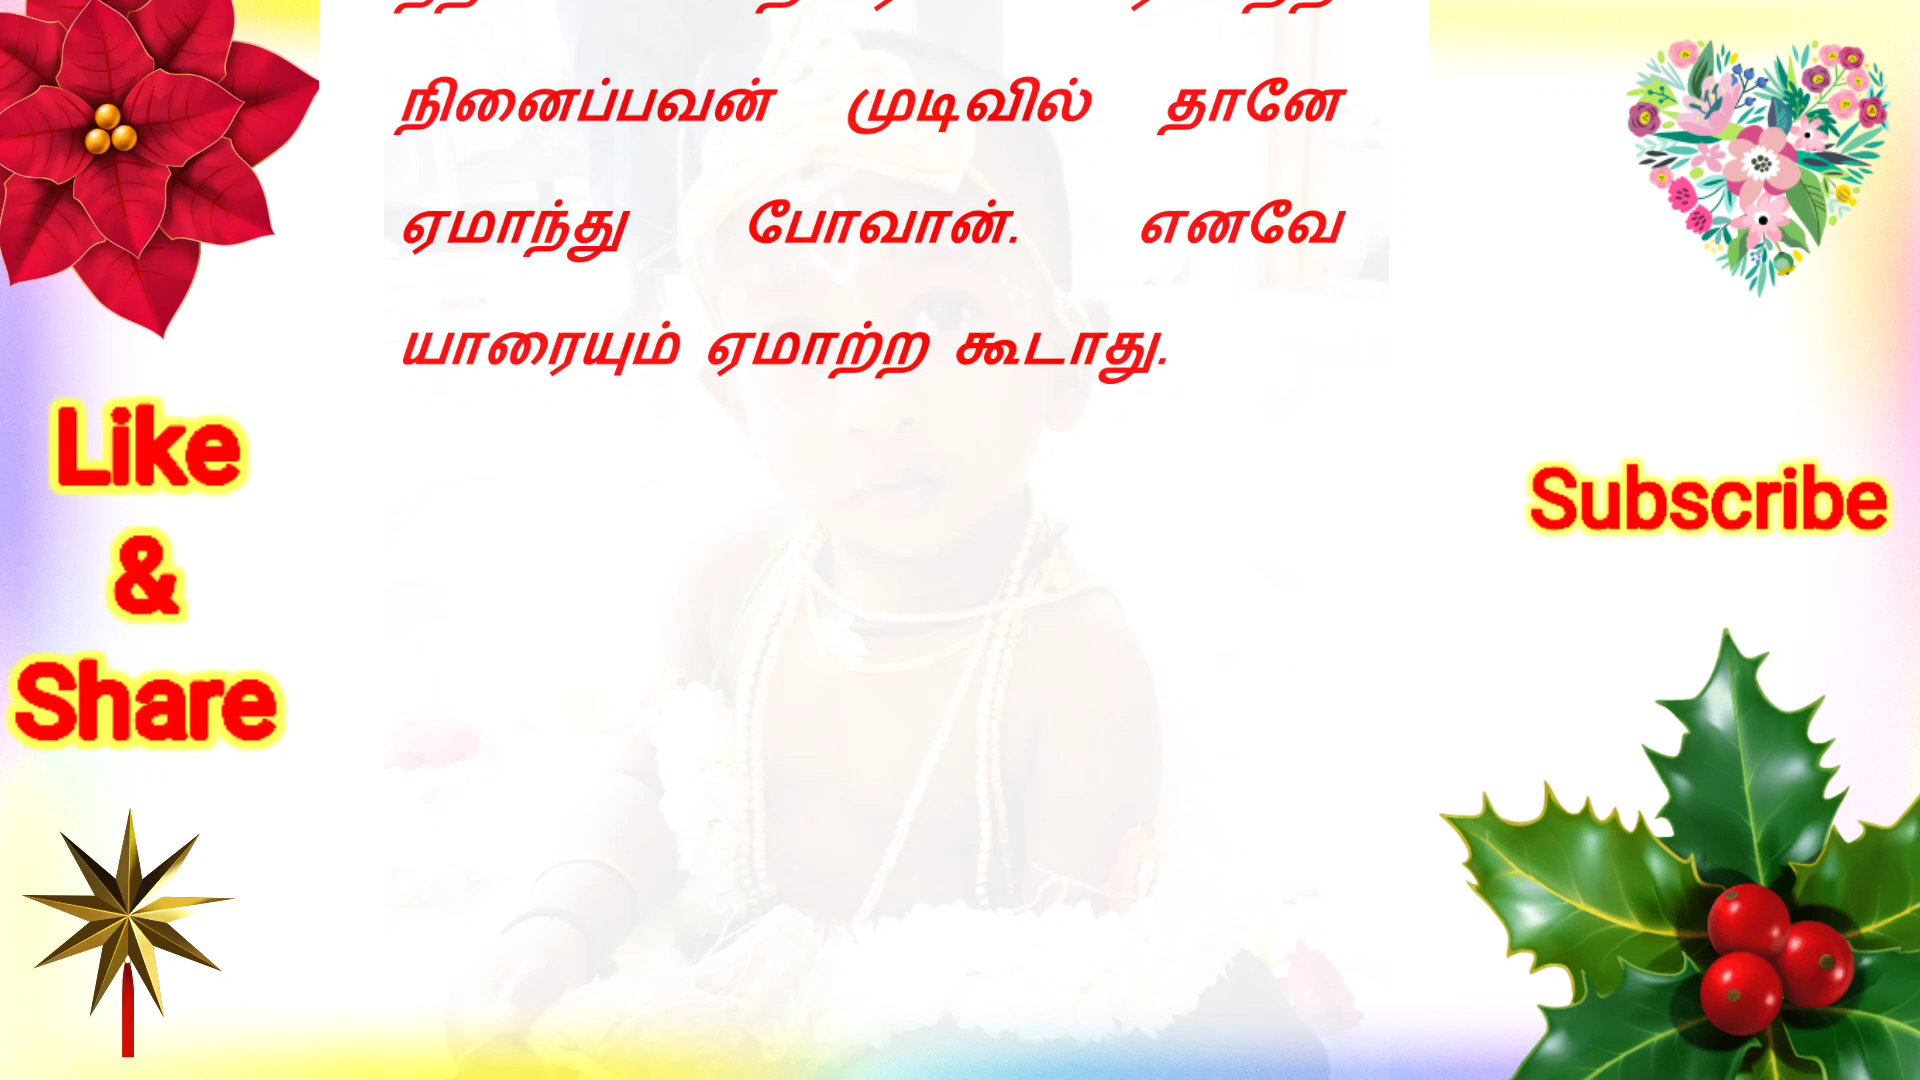 நினைப்பவன் முடிவில் தானே
ஏமாந்து போவான். எனவே
யாரையும் ஏமாற்ற கூடாது.
Like
&
Share
Subscribe